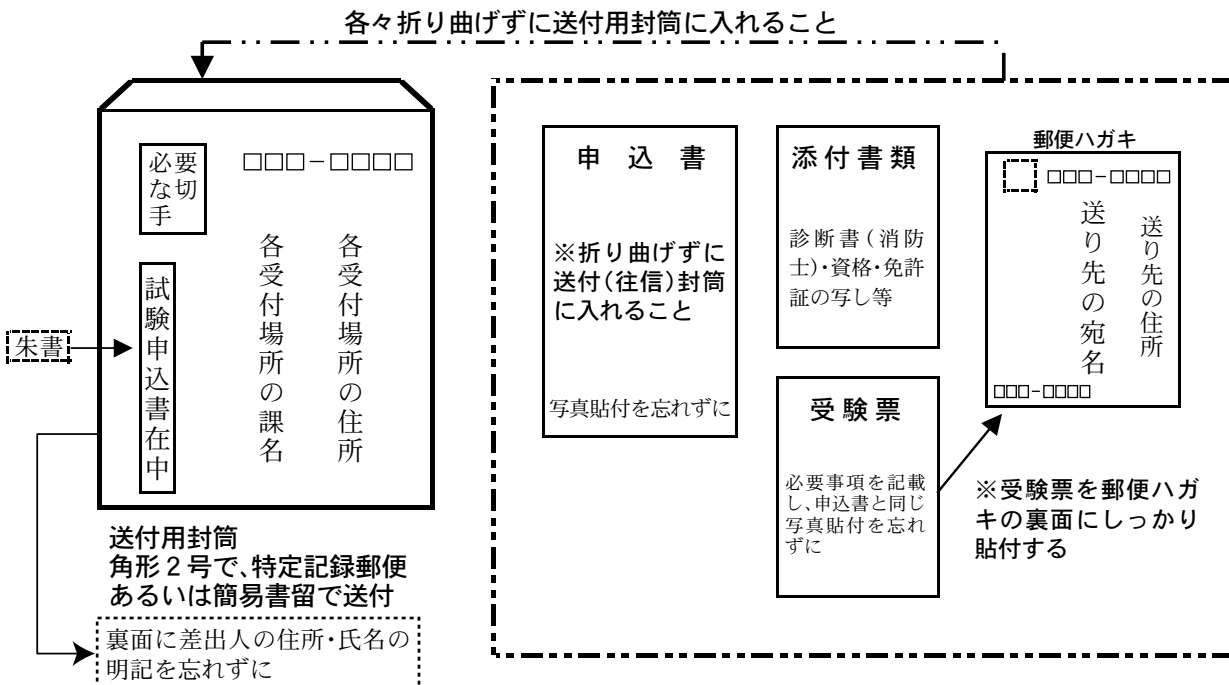 各々折り曲げずに送付用封筒に入れること
必要
な切
手
□□□-□□□□
各受付場所の住所
各受付場所の課名
試験申込書在中
朱書
送付用封筒
角形2号で、特定記録郵便
あるいは簡易書留で送付
裏面に差出人の住所・氏名の
明記を忘れずに
申込書
※折り曲げずに
送付(往信)封筒
に入れること
写真貼付を忘れずに
添付書類
診断書(消防
士)・資格・免許
証の写し等
受験票
必要事項を記載
し、申込書と同じ
写真貼付を忘れ
ずに
郵便ハガキ
□□□-□□□□
送り先の住所
送り先の宛名
□□□-□□□□
※受験票を郵便ハガ
キの裏面にしっかり
貼付する